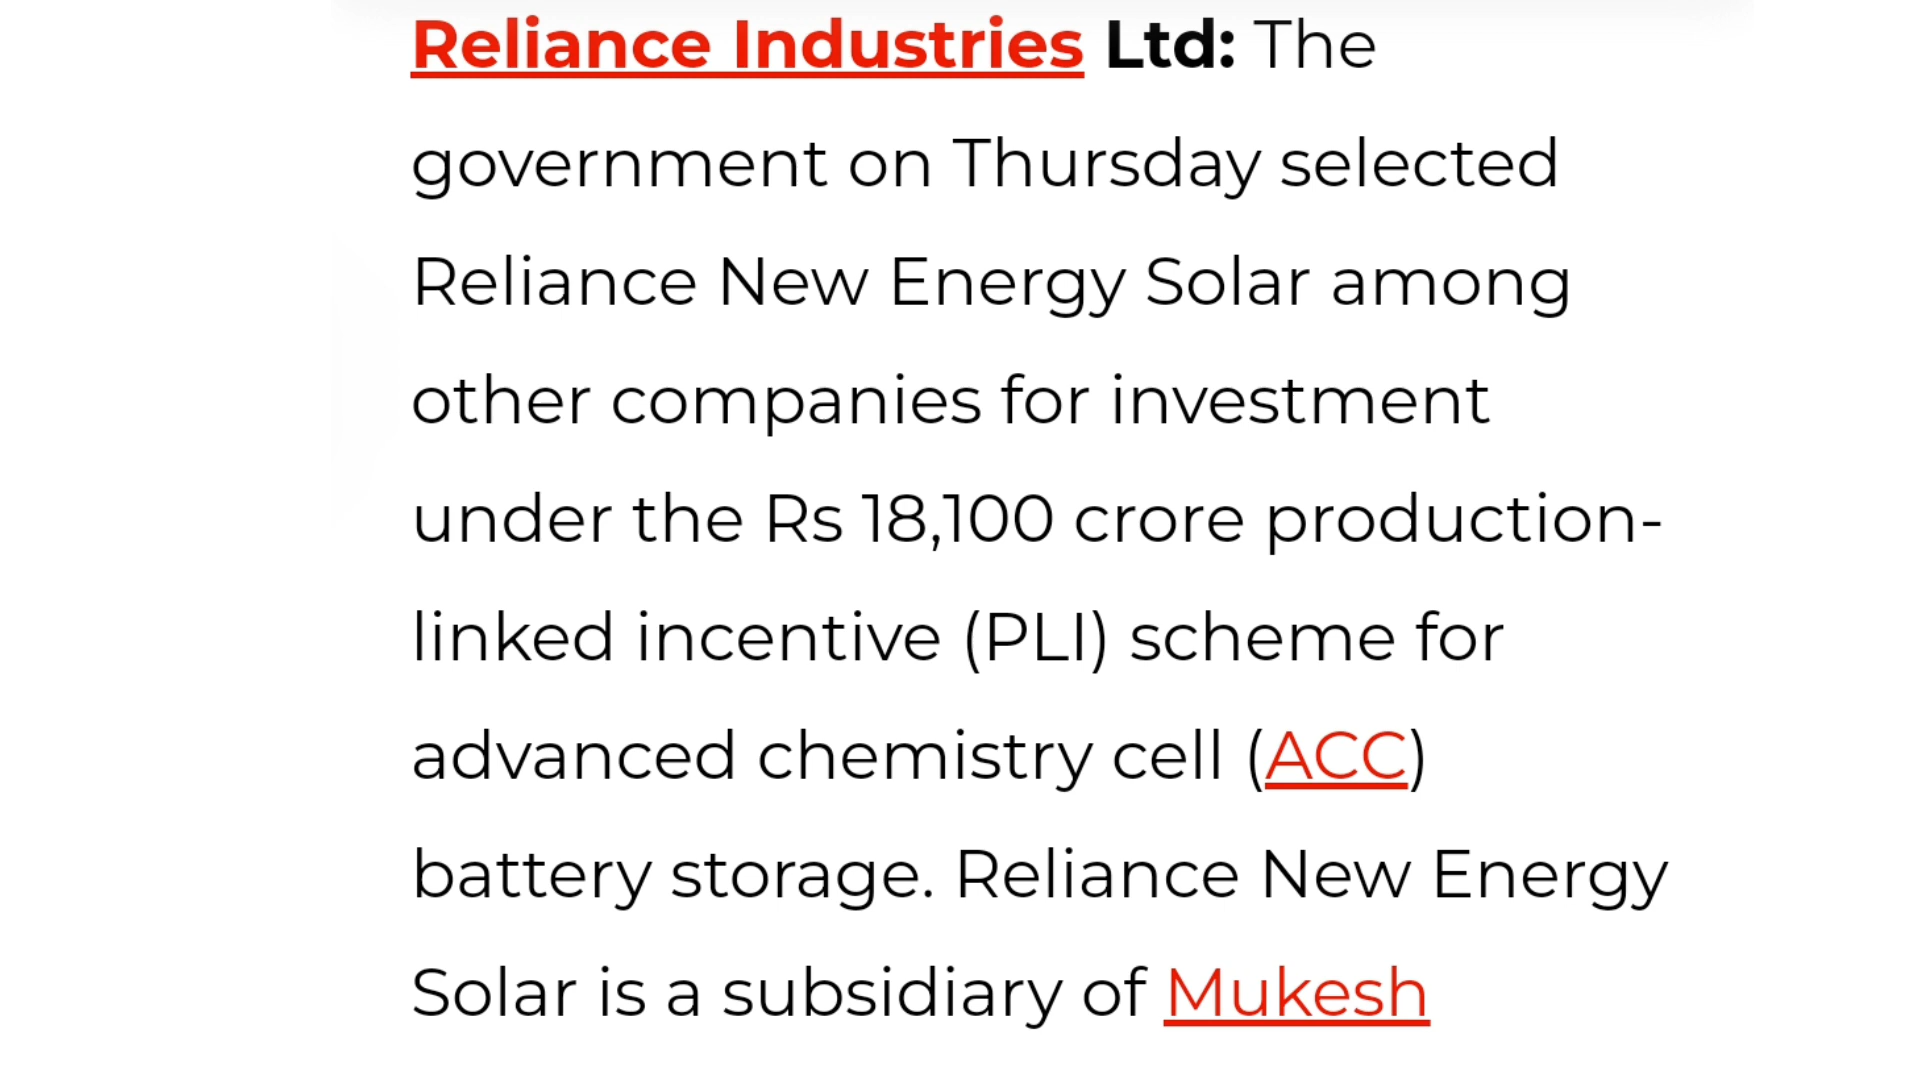 Reliance Industries Ltd: The
government on Thursday selected
Reliance New Energy Solar among
other companies for investment
under the Rs 18,100 crore production-
linked incentive (PLI) scheme for
advanced chemistry cell (ACC)
battery storage. Reliance New Energy
Solar is a subsidiary of Mukesh